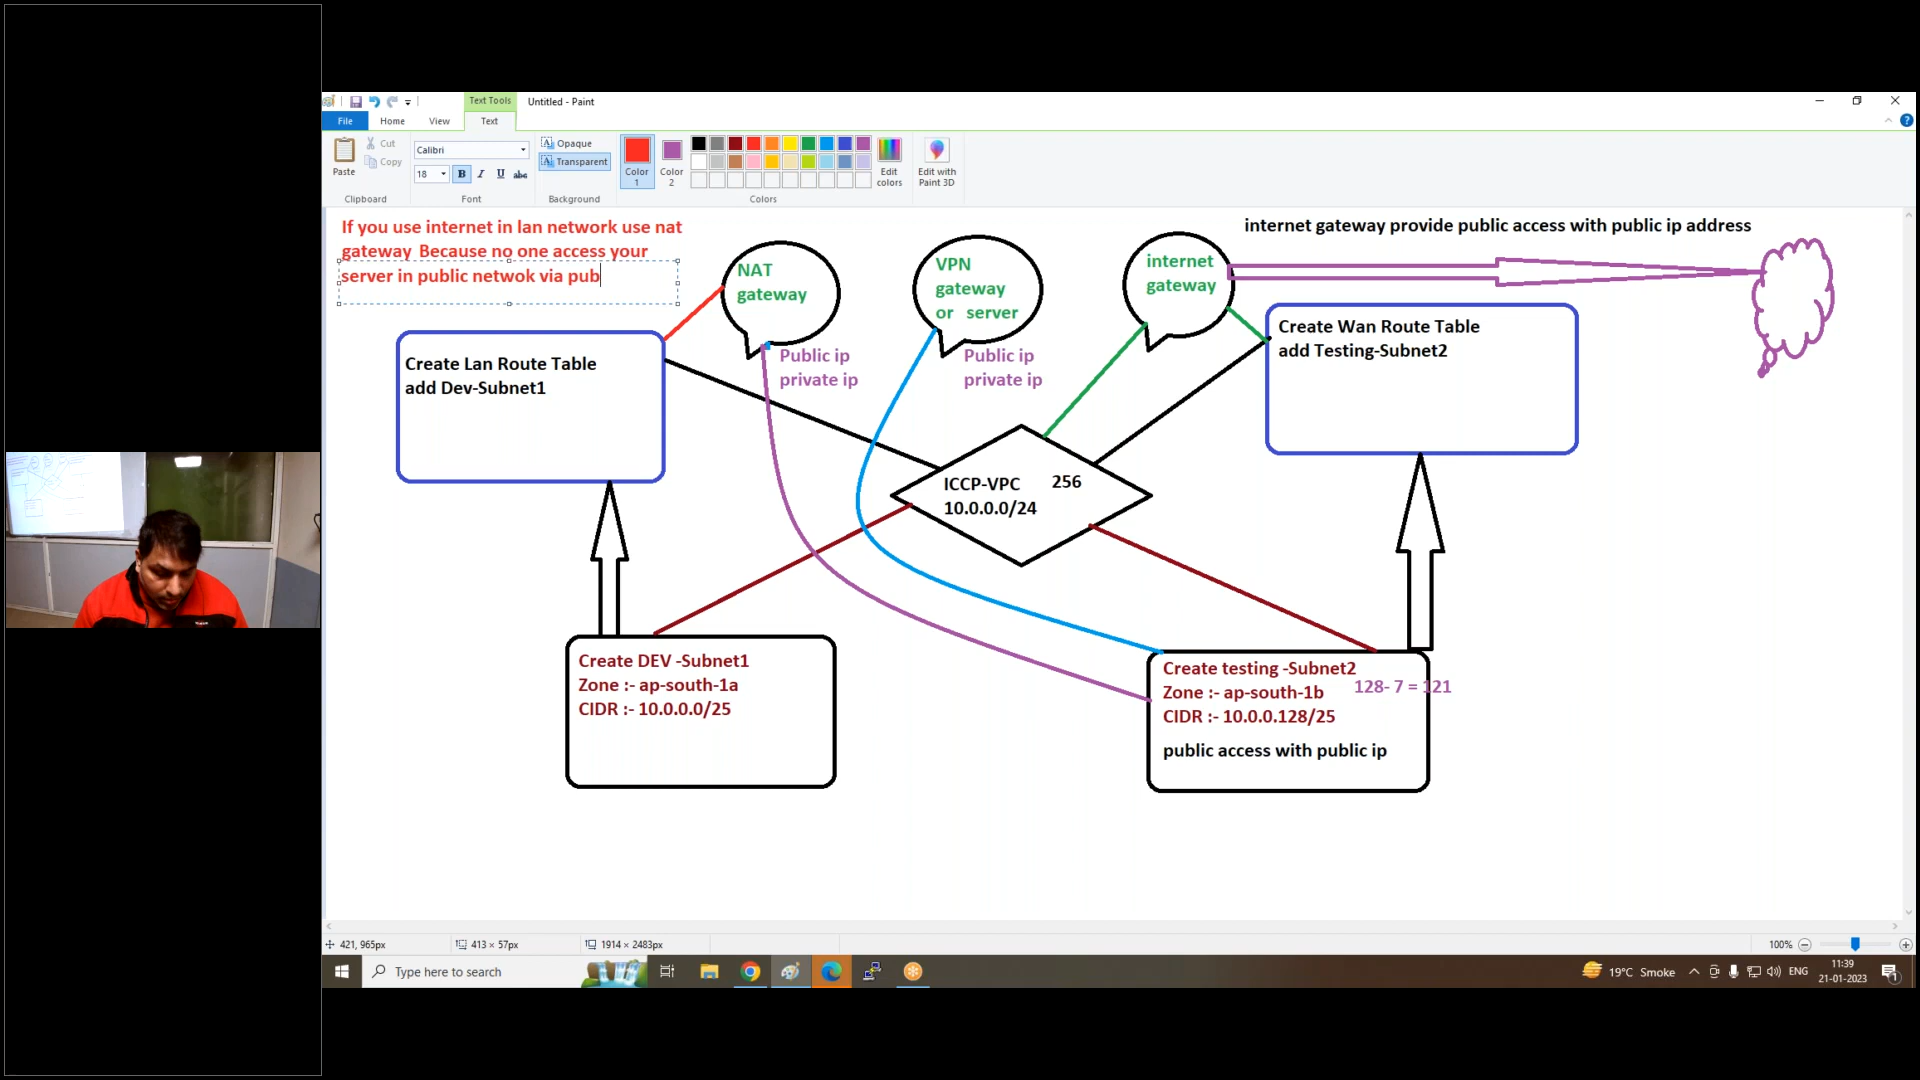 Text Tools
Untitled - Paint
File
Home
View
Text
Paste
Cut
Copy
Clipboard
Calibri
18
B
I
U
abc
Font
Opaque
Transparent
Background
Color
1
Color
2
Edit
colors
Colors
Edit with
Paint 3D
If you use internet in lan network use nat
gateway Because no one access your
server in public netwok via pub
NAT
gateway
Public ip
private ip
VPN
gateway
or server
Public ip
private ip
internet
gateway
internet gateway provide public access with public ip address
Create Lan Route Table
add Dev-Subnet1
Create Wan Route Table
add Testing-Subnet2
ICCP-VPC
10.0.0.0/24
256
Create DEV -Subnet1
Zone :- ap-south-1a
CIDR :- 10.0.0.0/25
Create testing -Subnet2
Zone :- ap-south-1b
CIDR :- 10.0.0.128/25
128- 7 = 121
public access with public ip
421, 965px
413 × 57px
1914 × 2483px
100%
Type here to search
19°C Smoke
ENG
11:39
21-01-2023
1